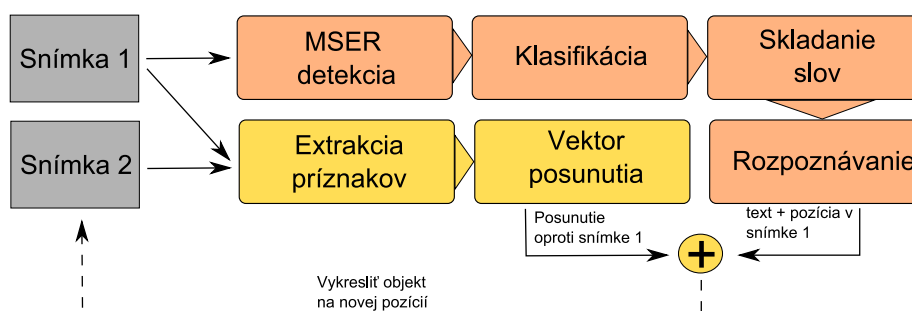 Snímka 1
MSER
detekcia
Klasifikácia
Skladanie
slov
Snímka 2
Extrakcia
príznakov
Vektor
posunutia
Rozpoznávanie
Posunutie
oproti snímke 1
text + pozícia v
snímke 1
+
Vykresliť objekt
na novej pozícií